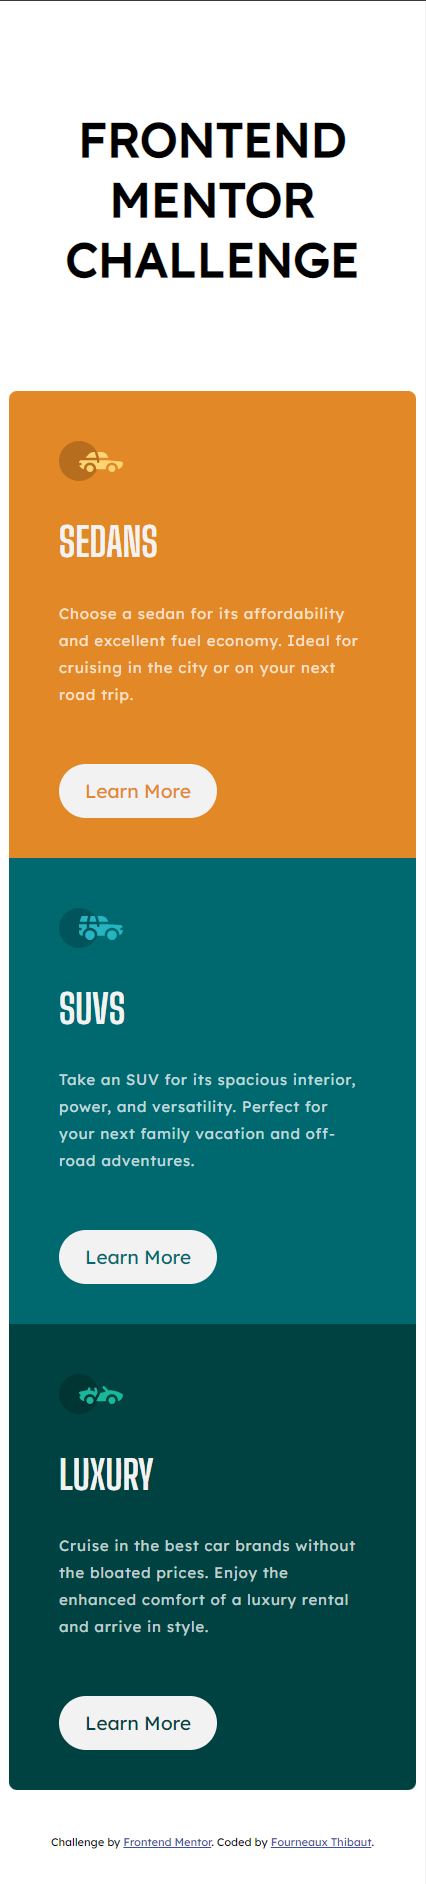 FRONTEND
MENTOR
CHALLENGE
SEDANS
Choose a sedan for its affordability
and excellent fuel economy. Ideal for
cruising in the city or on your next
road trip.
Learn More
SUVS
Take an SUV for its spacious interior,
power, and versatility. Perfect for
your next family vacation and off-
road adventures.
Learn More
LUXURY
Cruise in the best car brands without
the bloated prices. Enjoy the
enhanced comfort of a luxury rental
and arrive in style.
Learn More
Challenge by Frontend Mentor. Coded by Fourneaux Thibaut.